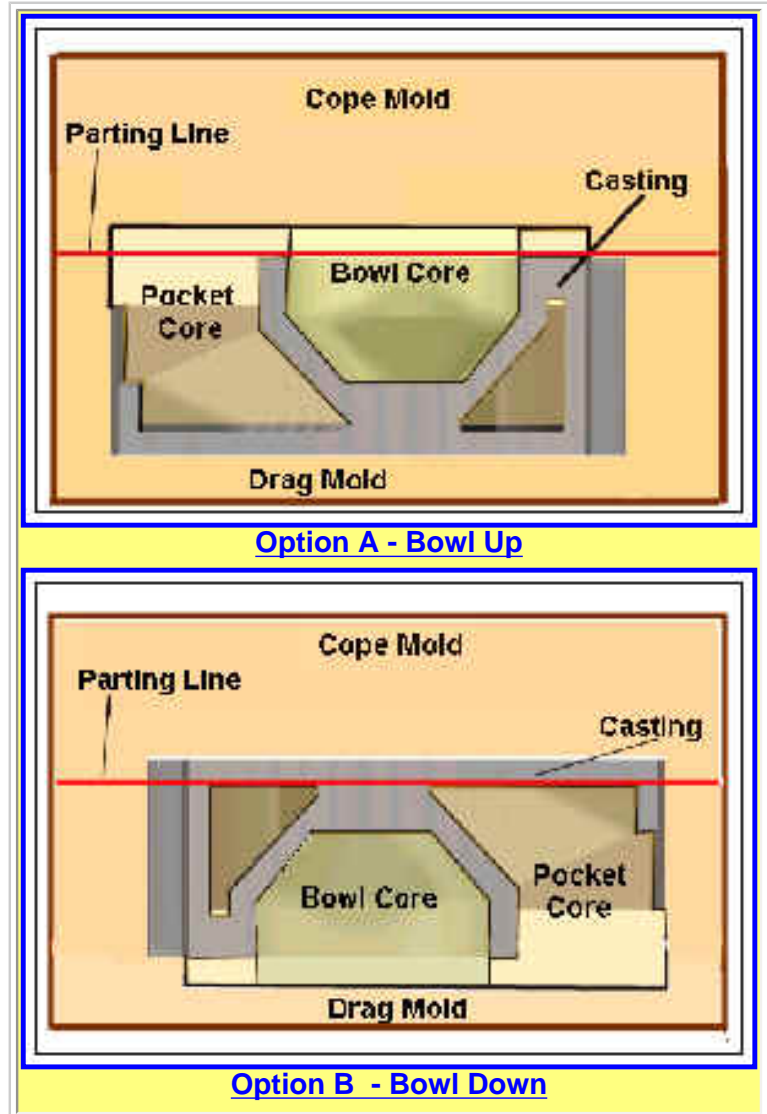 Cope Mold
Parting Line
Casting
Bowl Core
Pocket
Core
Drag Mold
Option A - Bowl Up
Cope Mold
Parting Line
Casting
Bowl Core
Pocket
Core
Drag Mold
Option B - Bowl Down